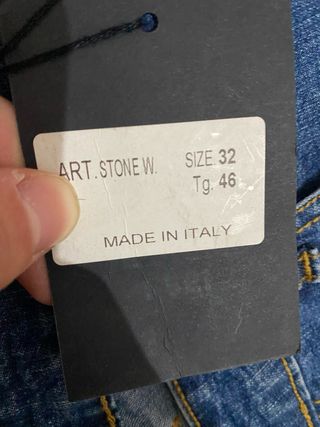 ART. STONE W. SIZE. 32
Tg. 46
MADE IN ITALY